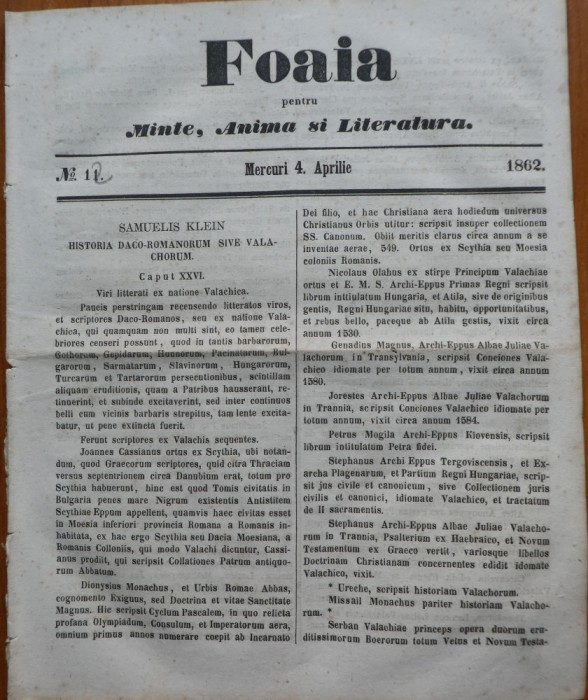 Foaia
pentru
Minte, Anima si Literatura.
№. 12.
Mercuri 4. Aprilie
1862.
SAMUELIS KLEIN
HISTORIA DACO-ROMANORUM SIVE VALA-
CHORUM.
Caput XXVI.
Viri litterati ex natione Valachica.
Paucis perstringam recensendo litteratos viros,
et scriptores Daco-Romanos, seu ex natione Vala-
chica, qui quamquam non multi sint, eo tamen cele-
briores censeri possunt, quod in tantis barbarorum,
Gothorum, Gepidarum, Hunnorum, Pacinatarum, Bul-
garorum, Sarmatarum, Slavinorum, Hungarorum,
Turcarum et Tartarorum persecutionibus, scintillam
aliquam eruditionis, quam a Patribus hausserant, re-
tinuerint, et subinde excitaverint, sed inter continuos
belli cum vicinis barbaris strepitus, tam lente excita-
batur, ut pene extincta fuerit.
Ferunt scriptores ex Valachis sequentes.
Joannes Cassianus ortus ex Scythia, ubi notan-
dum, quod Graecorum scriptores, quid citra Thraciam
versus septentrionem circa Danubium erat, totum pro
Scythia habuerunt, hinc est quod Tomis civitatis in
Bulgaria penes mare Nigrum existentis Antistitem
Scythiae Eppum appellent, quamvis haec civitas esset
in Moesia inferiori provincia Romana a Romanis in-
habitata, ex hac ergo Scythia seu Dacia Moesiana, a
Romanis Colloniis, qui modo Valachi dicuntur, Cassi-
anus prodiit, qui scripsit Collationes Patrum antiquo-
rum Abbatum.
Dionysius Monachus, et Urbis Romae Abbas,
cognomento Exiguus, sed Doctrina et vitae Sanctitate
Magnus. Hic scripsit Cyclum Pascalem, in quo relicta
profana Olympiadum, Consulum, et Imperatorum aera,
omnium primus annos numerare coepit ab Incarnato
Dei filio, et hac Christiana aera hodiedum universus
Christianus Orbis utitur: scripsit insuper collectionem
SS. Canonum. Obiit meritis clarus circa annum a se
inveniae aerae, 549. Ortus ex Scythia seu Moesia
coloniis Romanis.
Nicolaus Olahus ex stirpe Principum Valachiae
ortus et E. M. S. Archi-Eppus Primas Regni scripsit
librum intitulatum Hungaria, et Atila, sive de originibus
gentis, Regni Hungariae situ, habitu, opportunitatibus,
et rebus bello, paceque ab Atila gestis, vixit circa
annum 1530.
Genadius Magnus, Archi-Eppus Albae Juliae Va-
lachorum in Transylvania, scripsit Conciones Vala-
chico idiomate per totum annum, vixit circa annum
1580.
Jorestes Archi-Eppus Albae Juliae Valachorum
in Trannia, scripsit Conciones Valachico idiomate per
totum annum, vixit circa annum 1584.
Petrus Mogila Archi-Eppus Kiovensis, scripsit
librum intitulatum Petra fidei.
Stephanus Archi Eppus Tergoviscensis, et Ex-
archa Plagenarum, et Partium Regni Hungariae, scrip-
sit jus civile et canonicum, sive Collectionem juris
civilis et canonici, idiomate Valachico, et tractatum
de II sacramentis.
Stephanus Archi-Eppus Albae Juliae Valacho-
rum in Trannia, Psalterium ex Haebraico, et Novum
Testamentum ex Graeco vertit, variosque libellos
Doctrinam Christianam concernentes edidit idomate
Valachico, vixit.
* Ureche, scripsit historiam Valachorum.
Missail Monachus pariter historiam Valacho-
rum. *
Serban Valachiae princeps opera duorum eru-
ditissimorum Boerorum totum Vetus et Novum Testa-